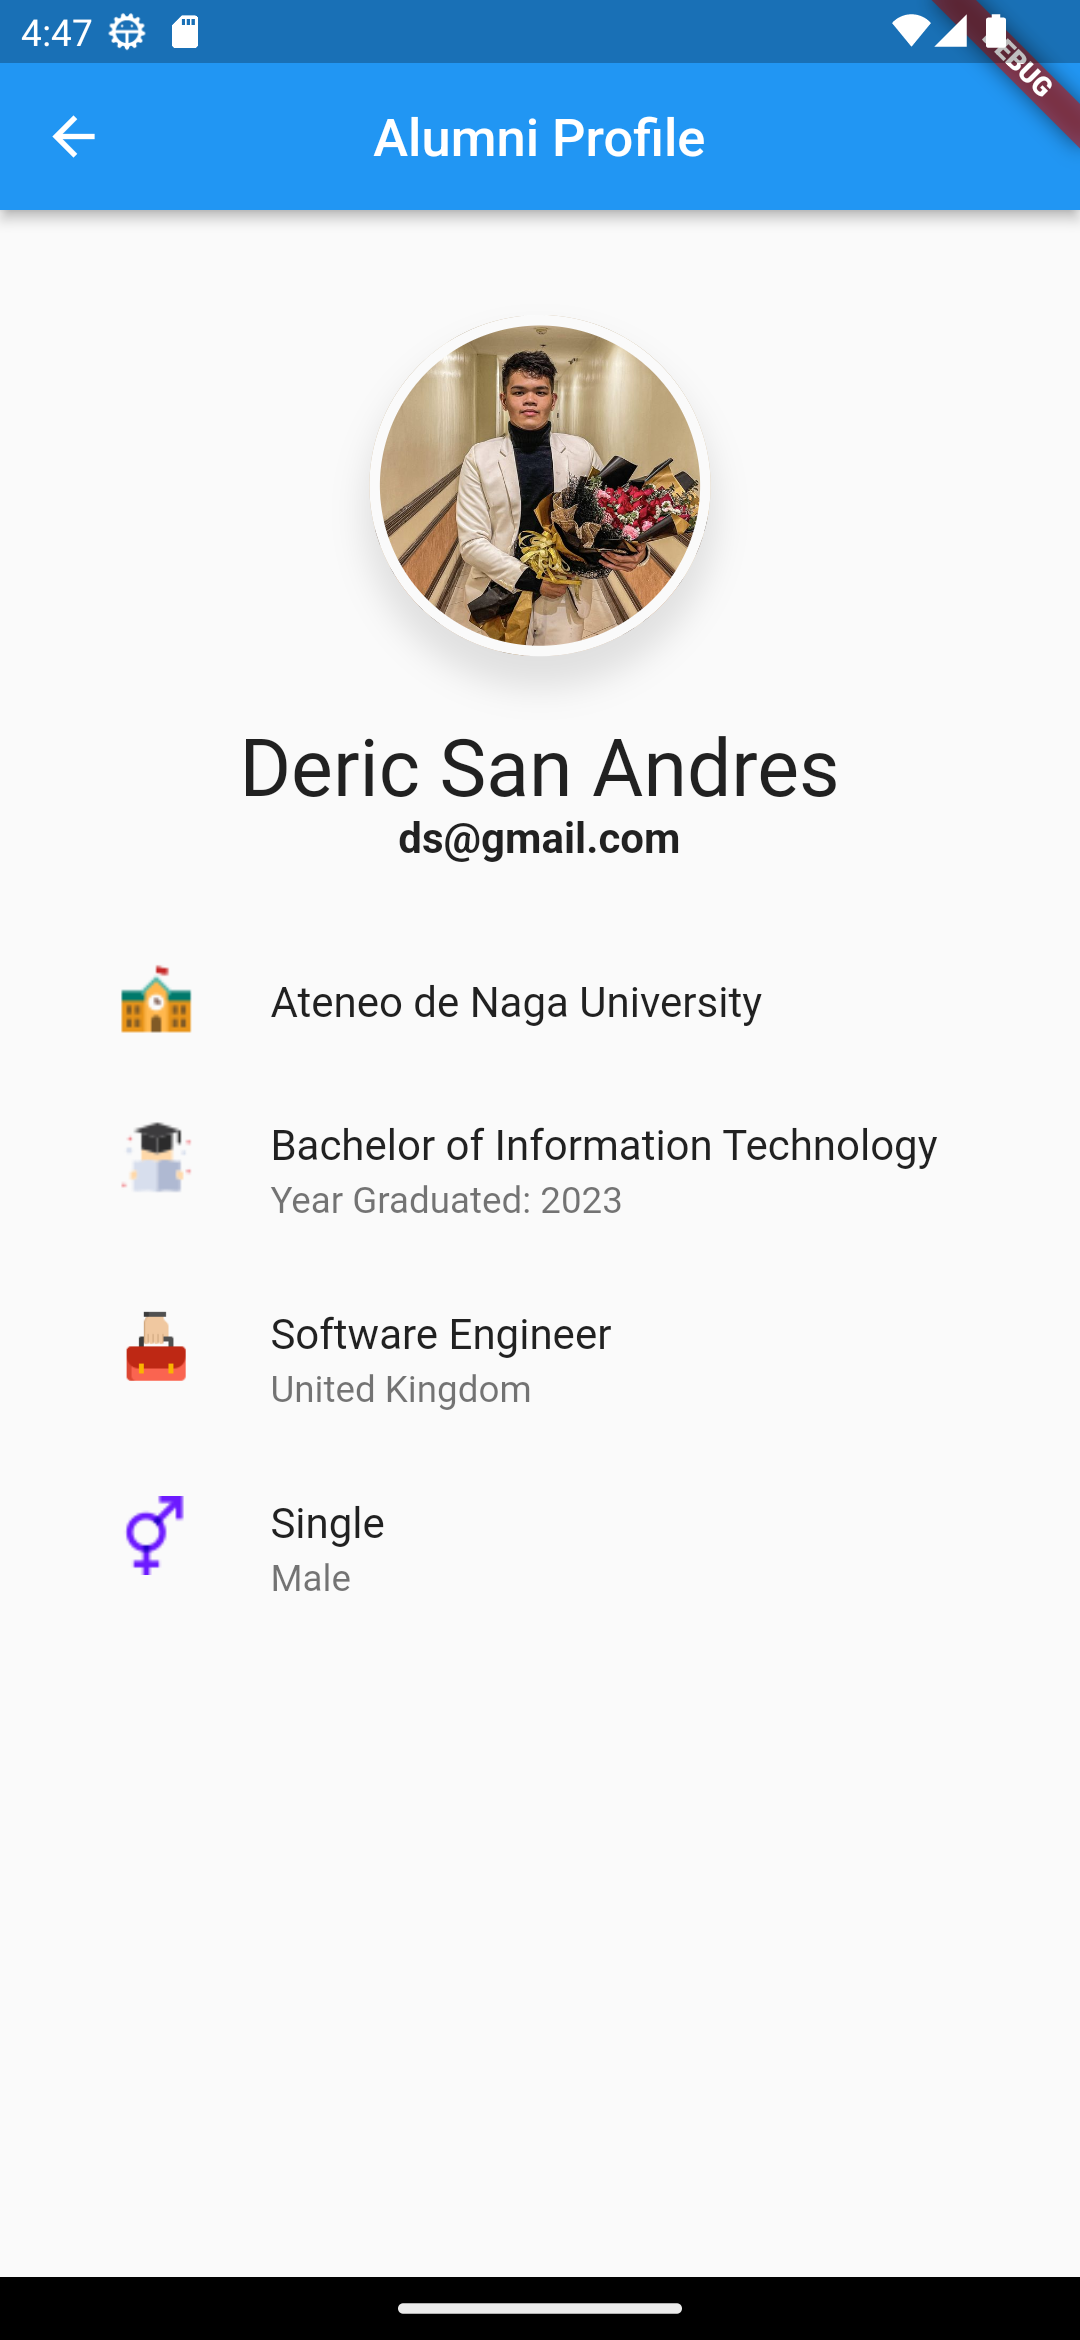 4:47
DEBUG
Alumni Profile
Deric San Andres
ds@gmail.com
Ateneo de Naga University
Bachelor of Information Technology
Year Graduated: 2023
Software Engineer
United Kingdom
Single
Male